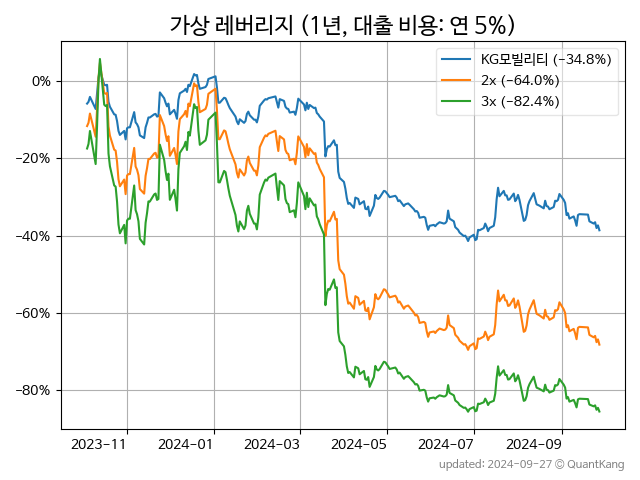 가상 레버리지 (1년, 대출 비용: 연 5%)
KG모빌리티 (−34.8%)
2x (−64.0%)
3x (−82.4%)
0%
−20%
−40%
−60%
−80%
2023-11 2024-01 2024-03 2024-05 2024-07 2024-09
updated: 2024-09-27 © QuantKang